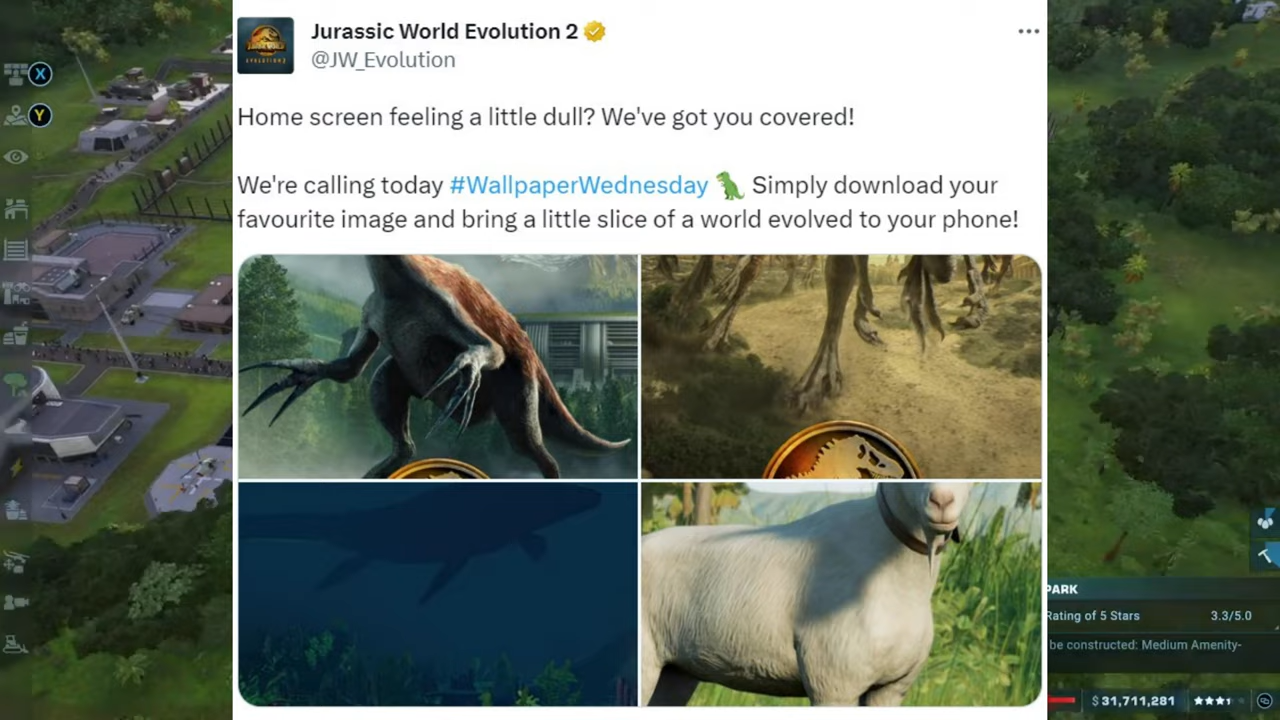 Jurassic World Evolution 2
@JW_Evolution
Home screen feeling a little dull? We've got you covered!
We're calling today #WallpaperWednesday 🦖 Simply download your
favourite image and bring a little slice of a world evolved to your phone!
X
Y
PARK
Rating of 5 Stars 3.3/5.0
be constructed: Medium Amenity-
$31,711,281